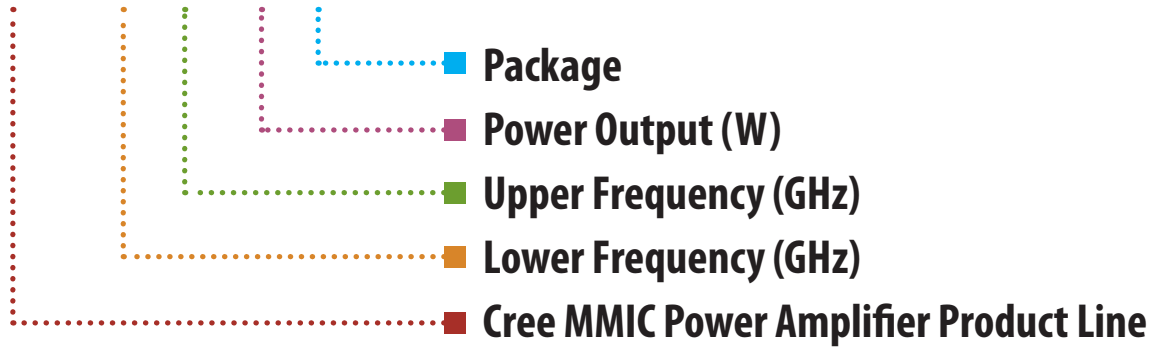 Package
Power Output (W)
Upper Frequency (GHz)
Lower Frequency (GHz)
Cree MMIC Power Amplifier Product Line